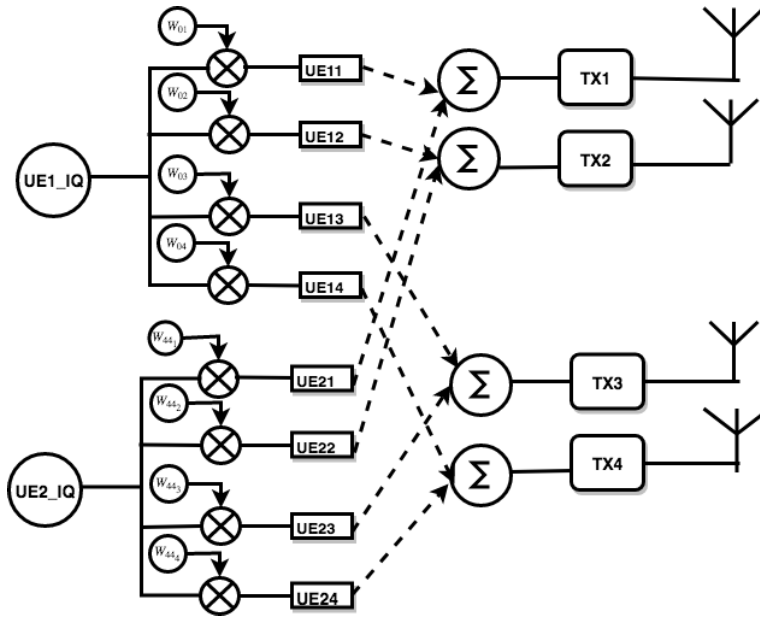 W₀₁
UE11
Σ
TX1
W₀₂
UE12
Σ
TX2
UE1_IQ
W₀₃
UE13
W₀₄
UE14
W₄₄₁
UE21
Σ
TX3
W₄₄₂
UE22
Σ
TX4
UE2_IQ
W₄₄₃
UE23
W₄₄₄
UE24